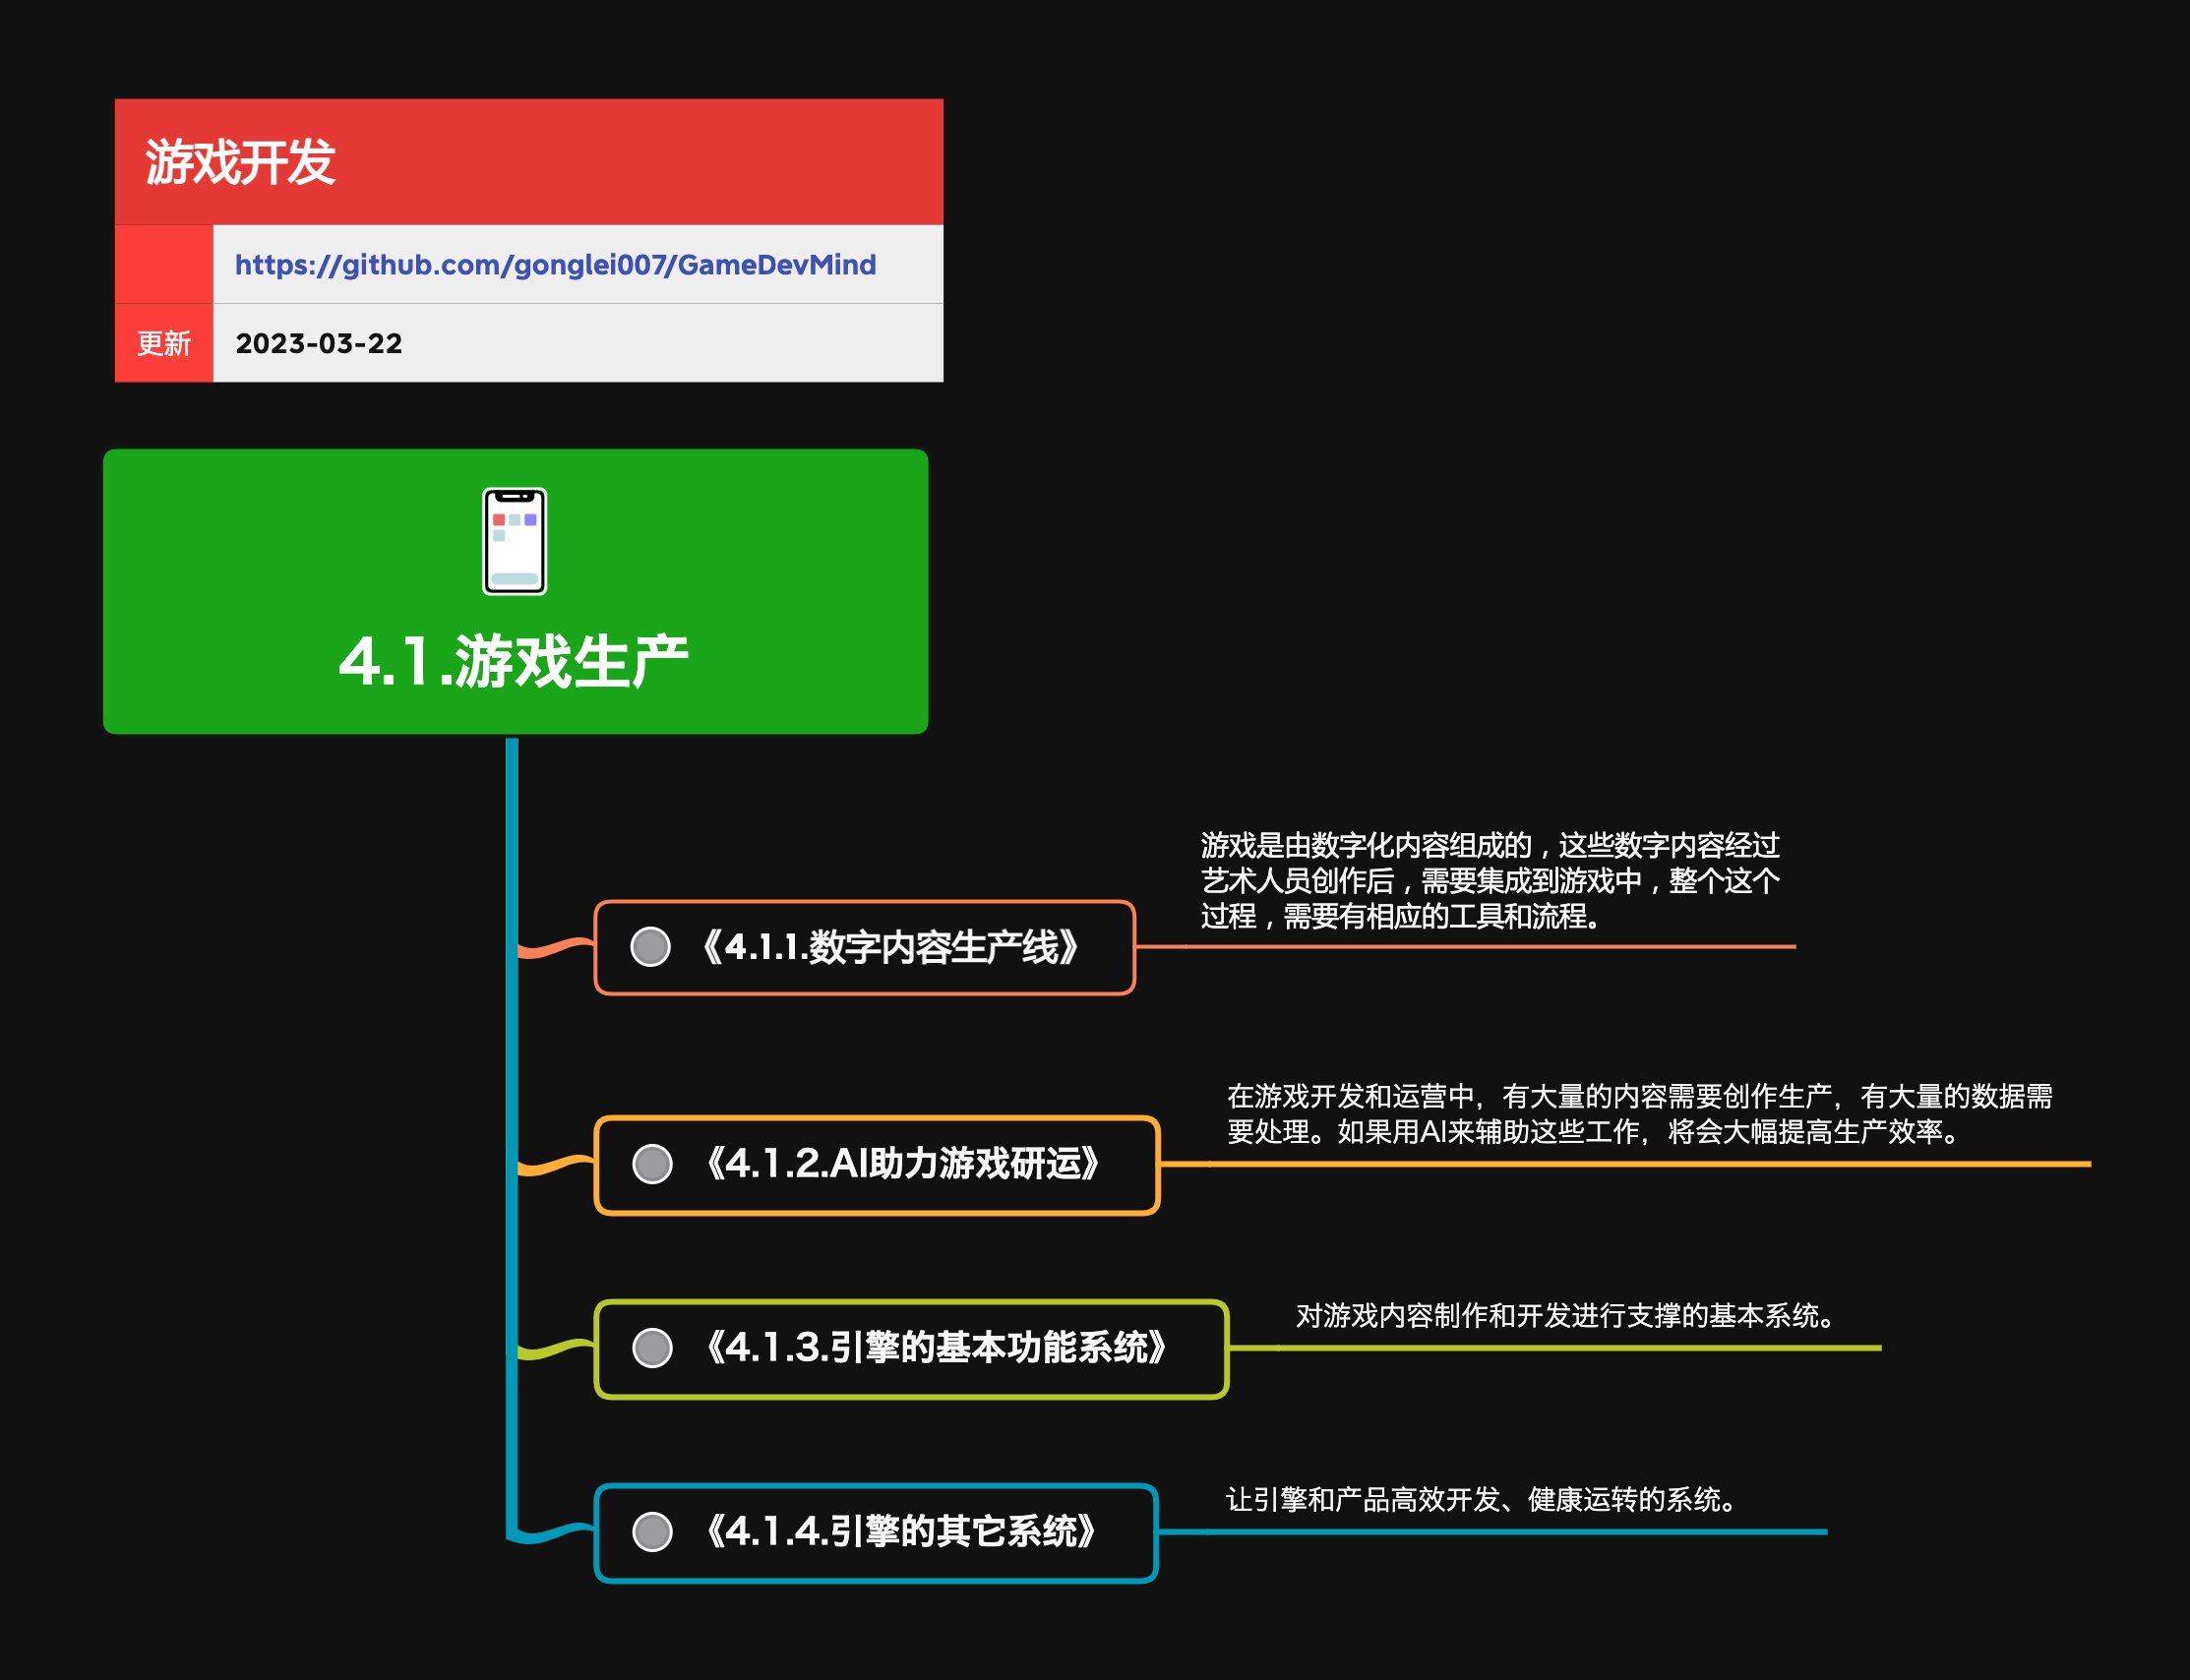 游戏开发
https://github.com/gonglei007/GameDevMind
更新
2023-03-22
4.1.游戏生产
《4.1.1.数字内容生产线》
游戏是由数字化内容组成的，这些数字内容经过
艺术人员创作后，需要集成到游戏中，整个这个
过程，需要有相应的工具和流程。
《4.1.2.AI助力游戏研运》
在游戏开发和运营中，有大量的内容需要创作生产，有大量的数据需
要处理。如果用AI来辅助这些工作，将会大幅提高生产效率。
《4.1.3.引擎的基本功能系统》
对游戏内容制作和开发进行支撑的基本系统。
《4.1.4.引擎的其它系统》
让引擎和产品高效开发、健康运转的系统。